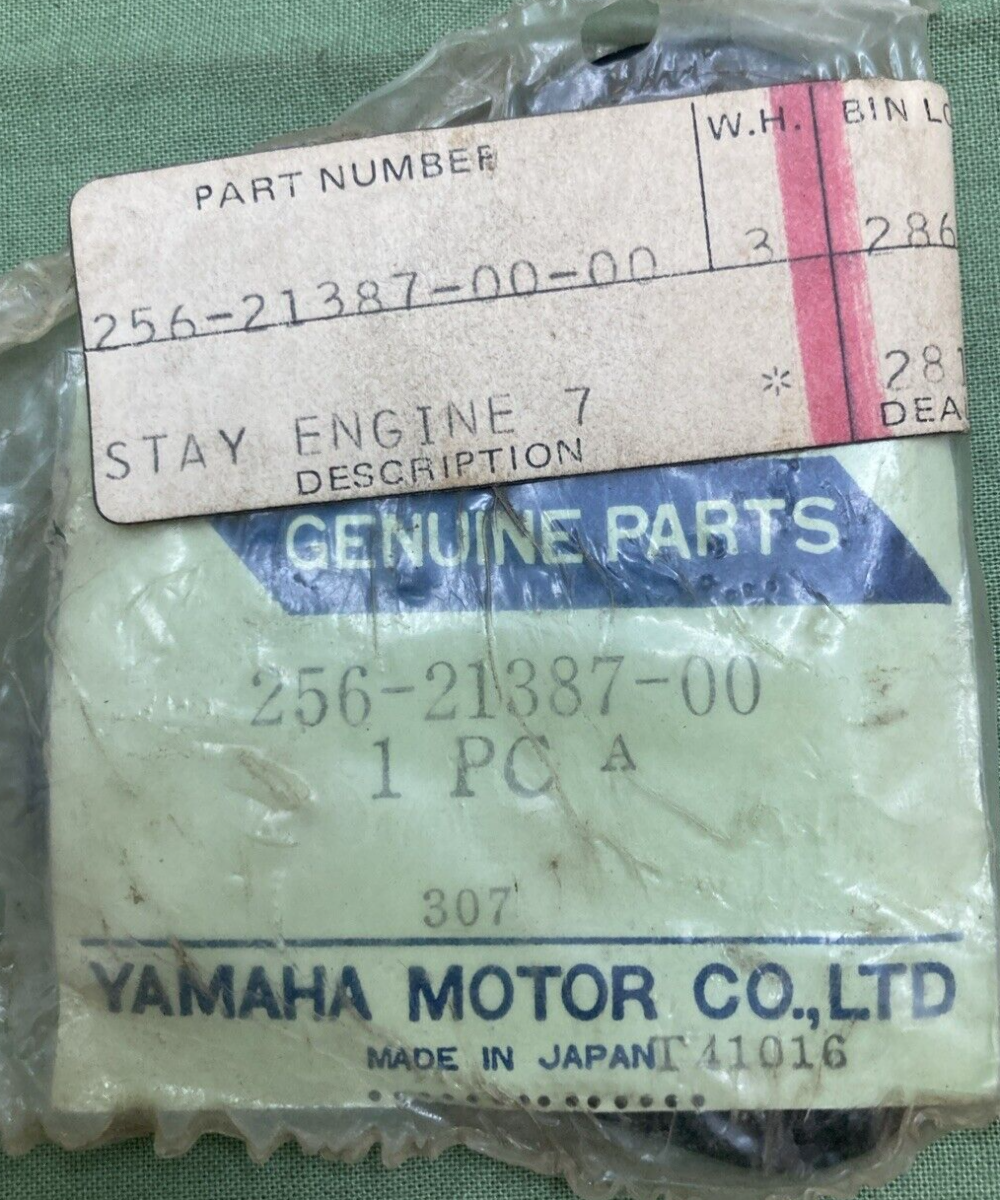 PART NUMBER W.H. BIN LO
256-21387-00-00 3 286
STAY ENGINE 7 * 281
DESCRIPTION DEA
GENUINE PARTS
256-21387-00
1 PC A
307
YAMAHA MOTOR CO.,LTD
MADE IN JAPAN T41016